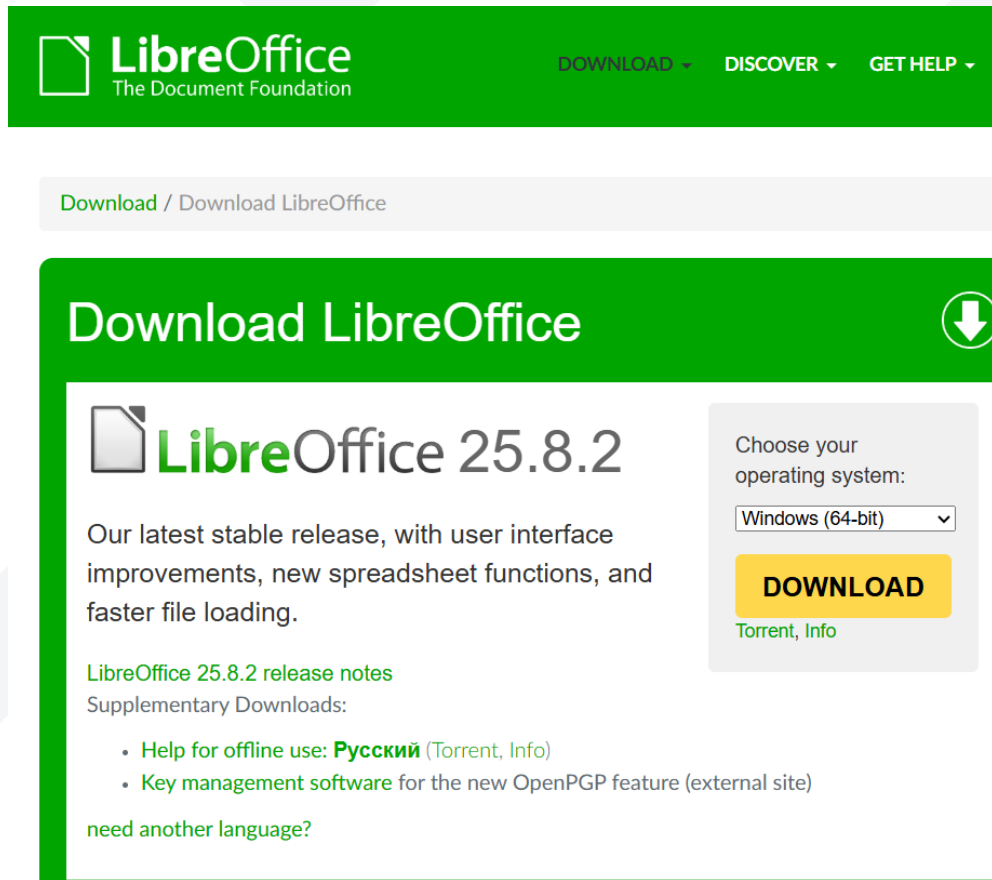 LibreOffice
The Document Foundation
DOWNLOAD
DISCOVER
GET HELP
Download / Download LibreOffice
Download LibreOffice
LibreOffice 25.8.2
Our latest stable release, with user interface
improvements, new spreadsheet functions, and
faster file loading.
LibreOffice 25.8.2 release notes
Supplementary Downloads:
• Help for offline use: Русский (Torrent, Info)
• Key management software for the new OpenPGP feature (external site)
need another language?
Choose your
operating system:
Windows (64-bit)
DOWNLOAD
Torrent, Info